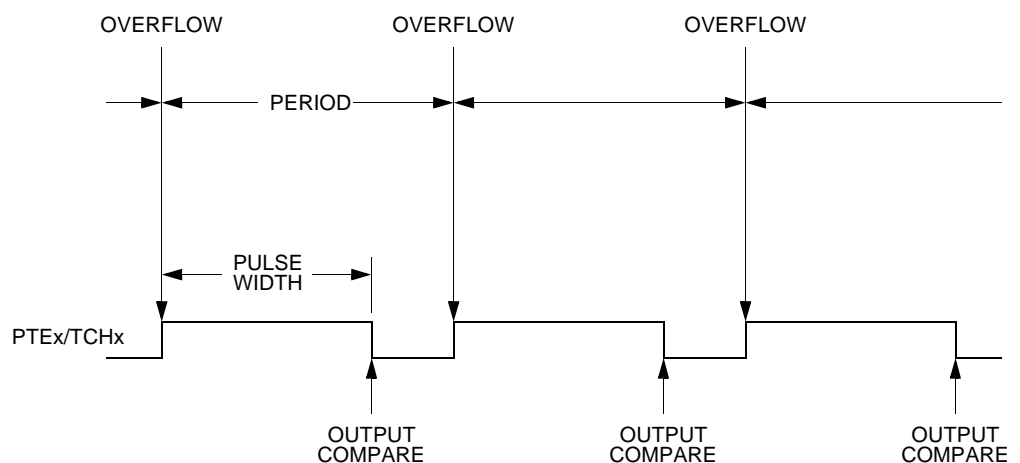 OVERFLOW OVERFLOW OVERFLOW
PERIOD
PULSE
WIDTH
PTEx/TCHx
OUTPUT
COMPARE
OUTPUT
COMPARE
OUTPUT
COMPARE